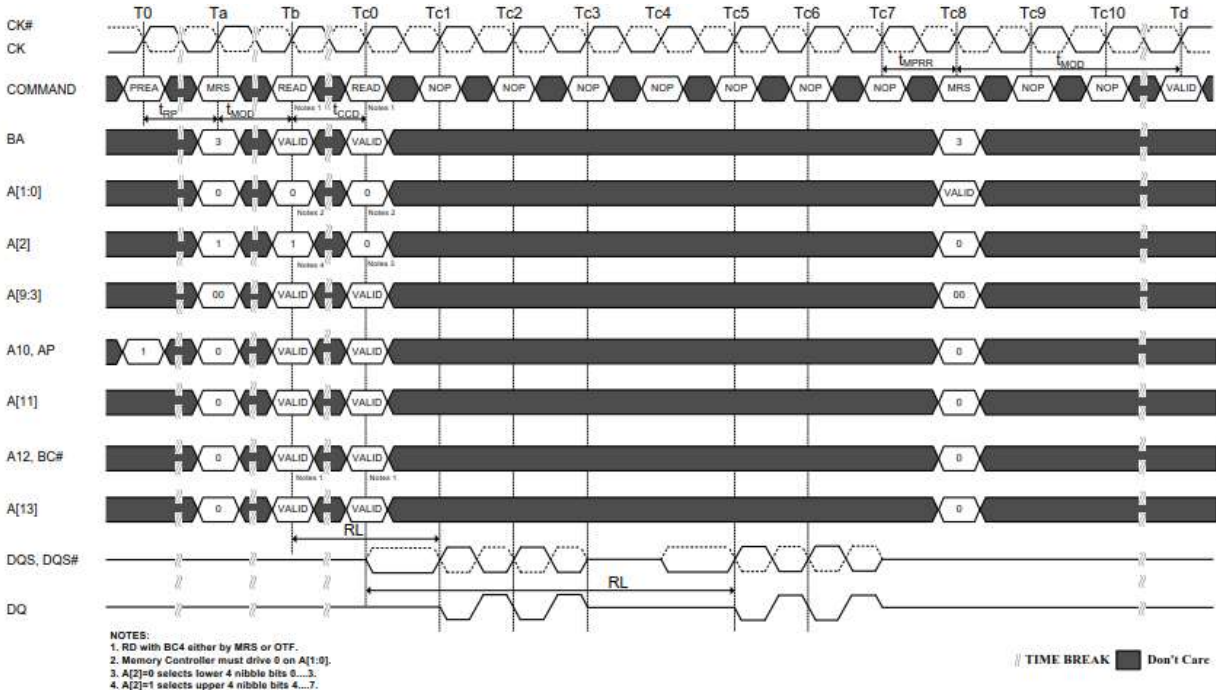 T0 Ta Tb Tc0 Tc1 Tc2 Tc3 Tc4 Tc5 Tc6 Tc7 Tc8 Tc9 Tc10 Td
CK#
CK
tMPRR tMOD
COMMAND PREA MRS READ READ NOP NOP NOP NOP NOP NOP NOP MRS NOP NOP VALID
Notes 1 Notes 1
tRP tMOD tCCD
BA 3 VALID VALID 3
A[1:0] 0 0 0 VALID
Notes 2 Notes 2
A[2] 1 1 0 0
Notes 4 Notes 3
A[9:3] 00 VALID VALID 00
A10, AP 1 0 VALID VALID 0
A[11] 0 VALID VALID 0
A12, BC# 0 VALID VALID 0
Notes 1 Notes 1
A[13] 0 VALID VALID 0
RL
DQS, DQS#
RL
DQ
NOTES:
1. RD with BC4 either by MRS or OTF.
2. Memory Controller must drive 0 on A[1:0].
3. A[2]=0 selects lower 4 nibble bits 0....3.
4. A[2]=1 selects upper 4 nibble bits 4....7.
TIME BREAK Don't Care